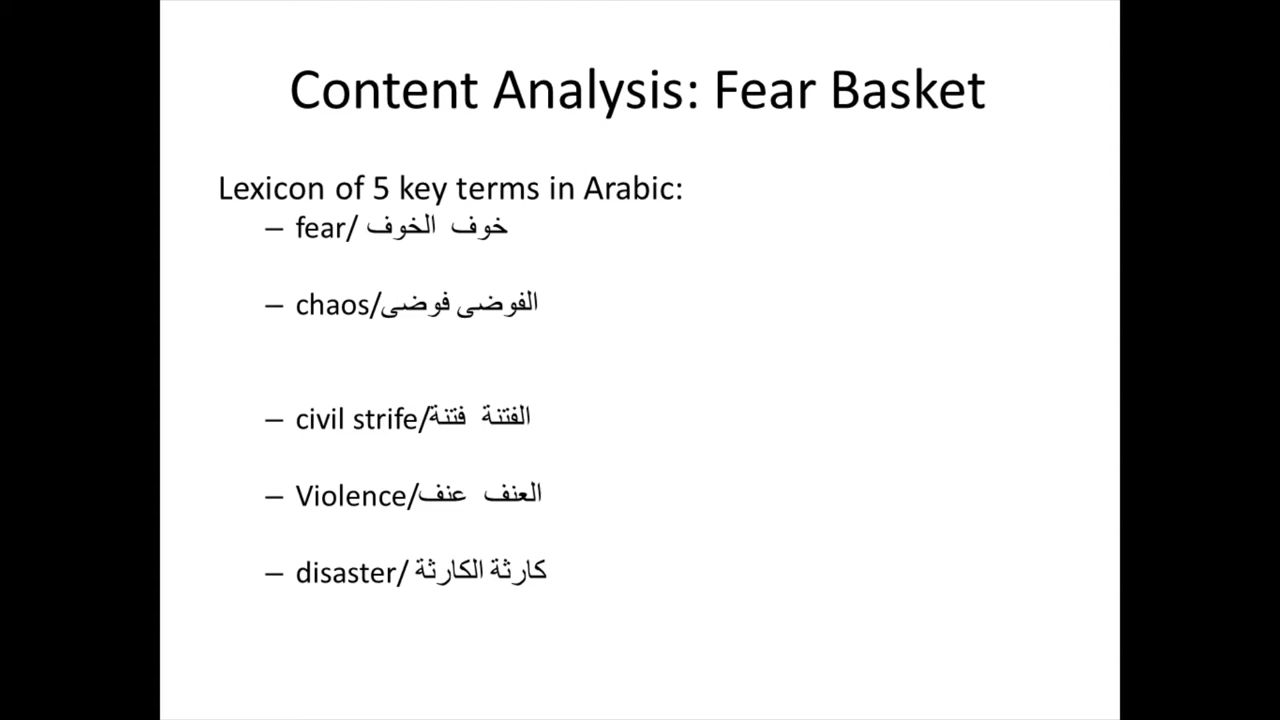 Content Analysis: Fear Basket
Lexicon of 5 key terms in Arabic:
– fear/ خوف الخوف
– chaos/الفوضى فوضى
– civil strife/الفتنة فتنة
– Violence/العنف عنف
– disaster/ كارثة الكارثة